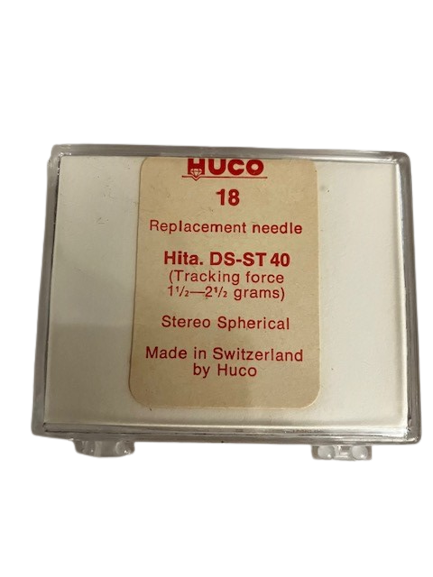 HUCO
18
Replacement needle
Hita. DS-ST 40
(Tracking force
1½—2½ grams)
Stereo Spherical
Made in Switzerland
by Huco